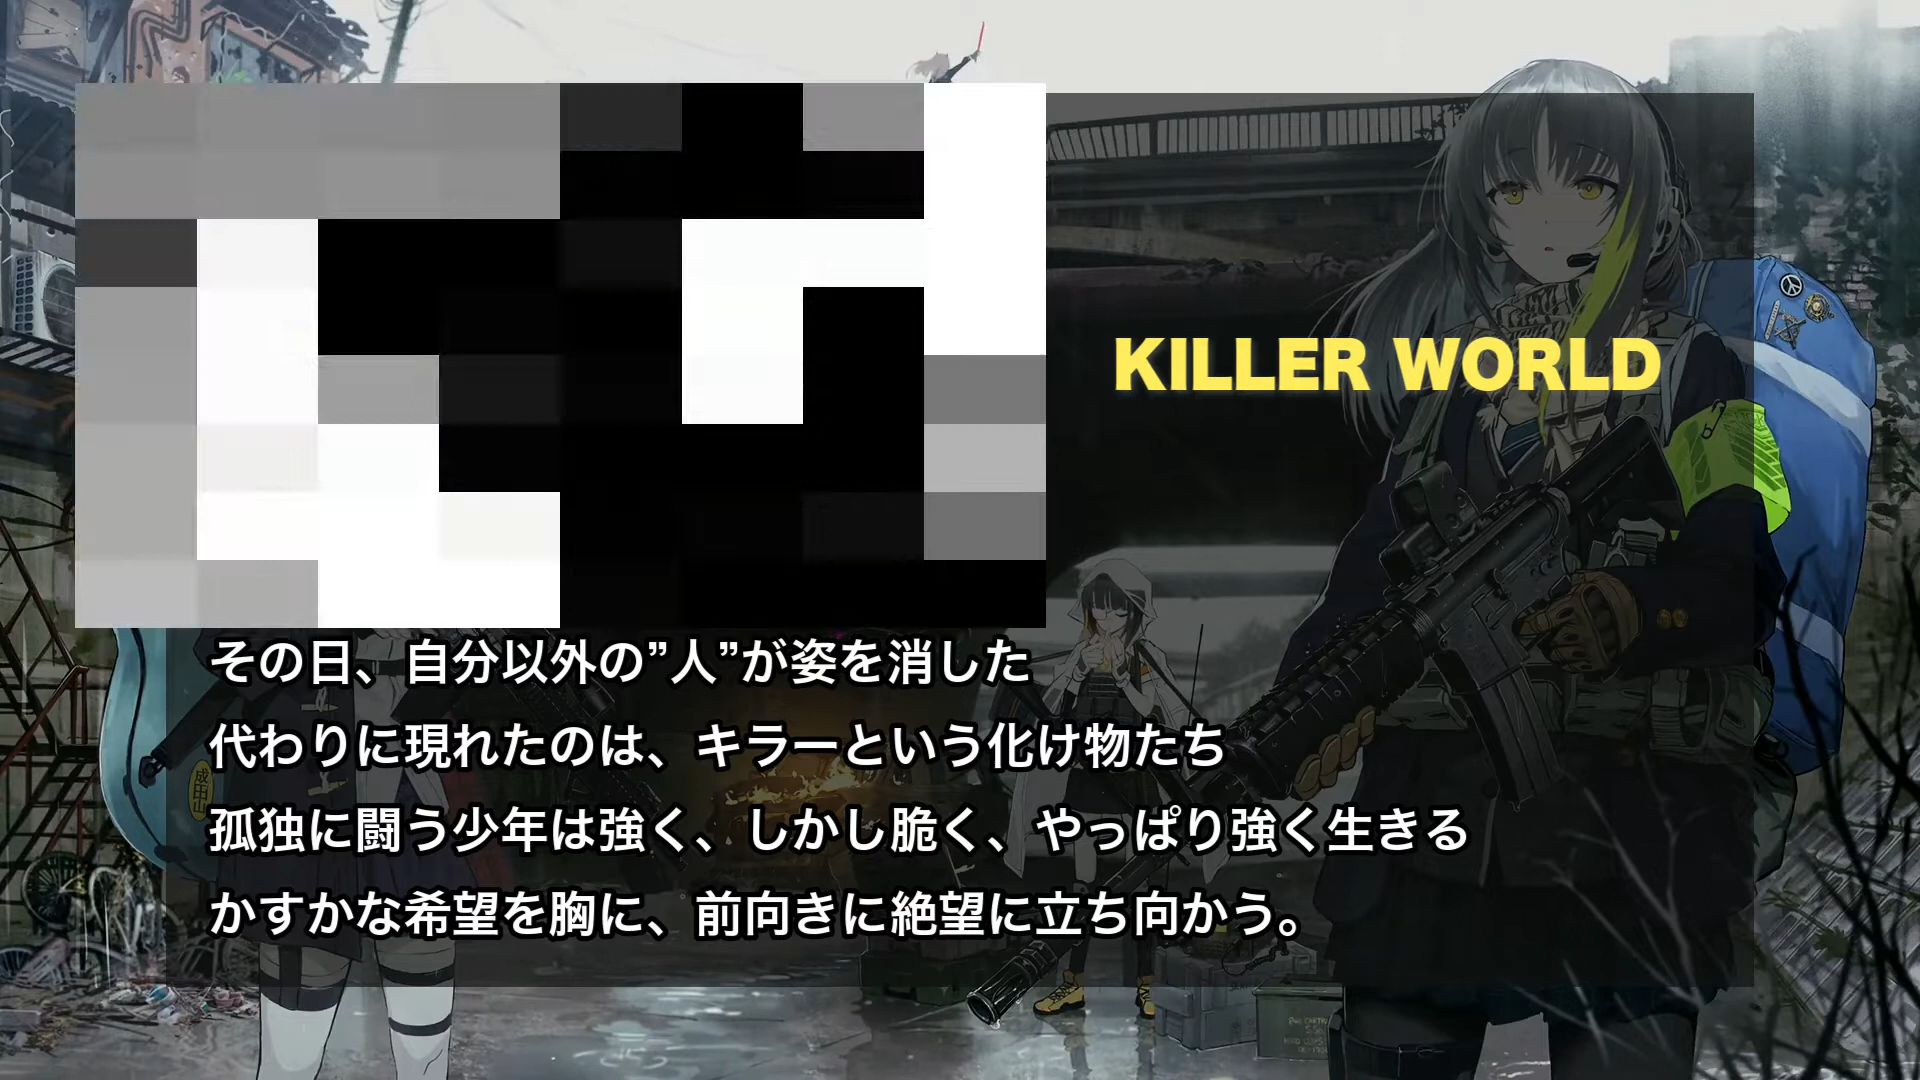 KILLER WORLD
その日、自分以外の”人”が姿を消した
代わりに現れたのは、キラーという化け物たち
孤独に闘う少年は強く、しかし脆く、やっぱり強く生きる
かすかな希望を胸に、前向きに絶望に立ち向かう。